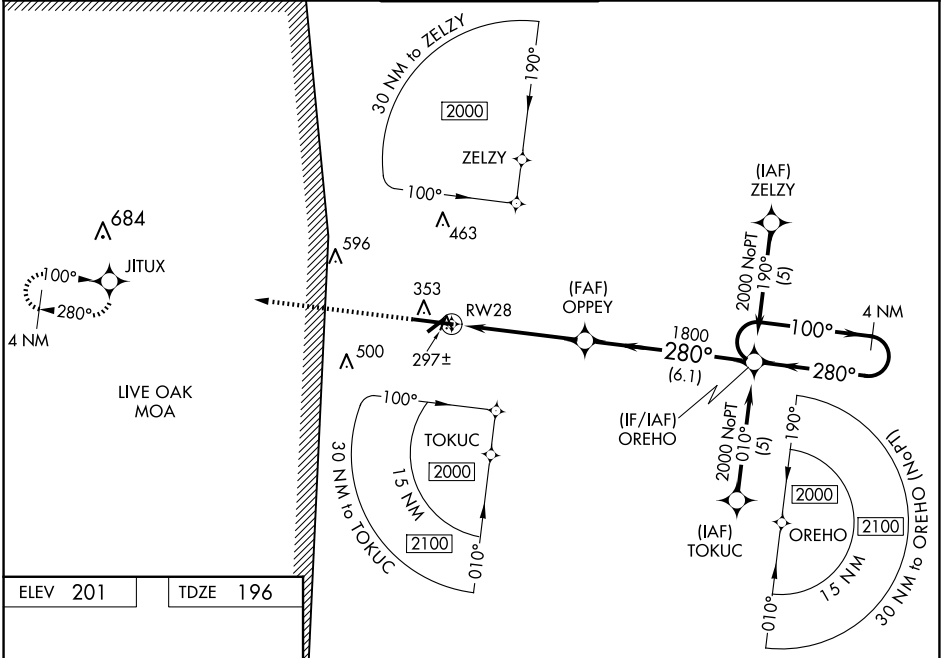 30 NM to ZELZY
190°
2000
ZELZY
100°
463
684
JITUX
100°
280°
4 NM
596
353
RW28
297±
500
LIVE OAK
MOA
(FAF)
OPPEY
1800
280°
(6.1)
(IAF)
ZELZY
2000 NoPT
190°
(5)
100°
4 NM
280°
(IF/IAF)
OREHO
2000 NoPT
010°
(5)
(IAF)
TOKUC
100°
TOKUC
2000
15 NM
2100
30 NM to TOKUC
010°
190°
2000
OREHO
2100
15 NM
30 NM to OREHO (NoPT)
010°
ELEV 201
TDZE 196